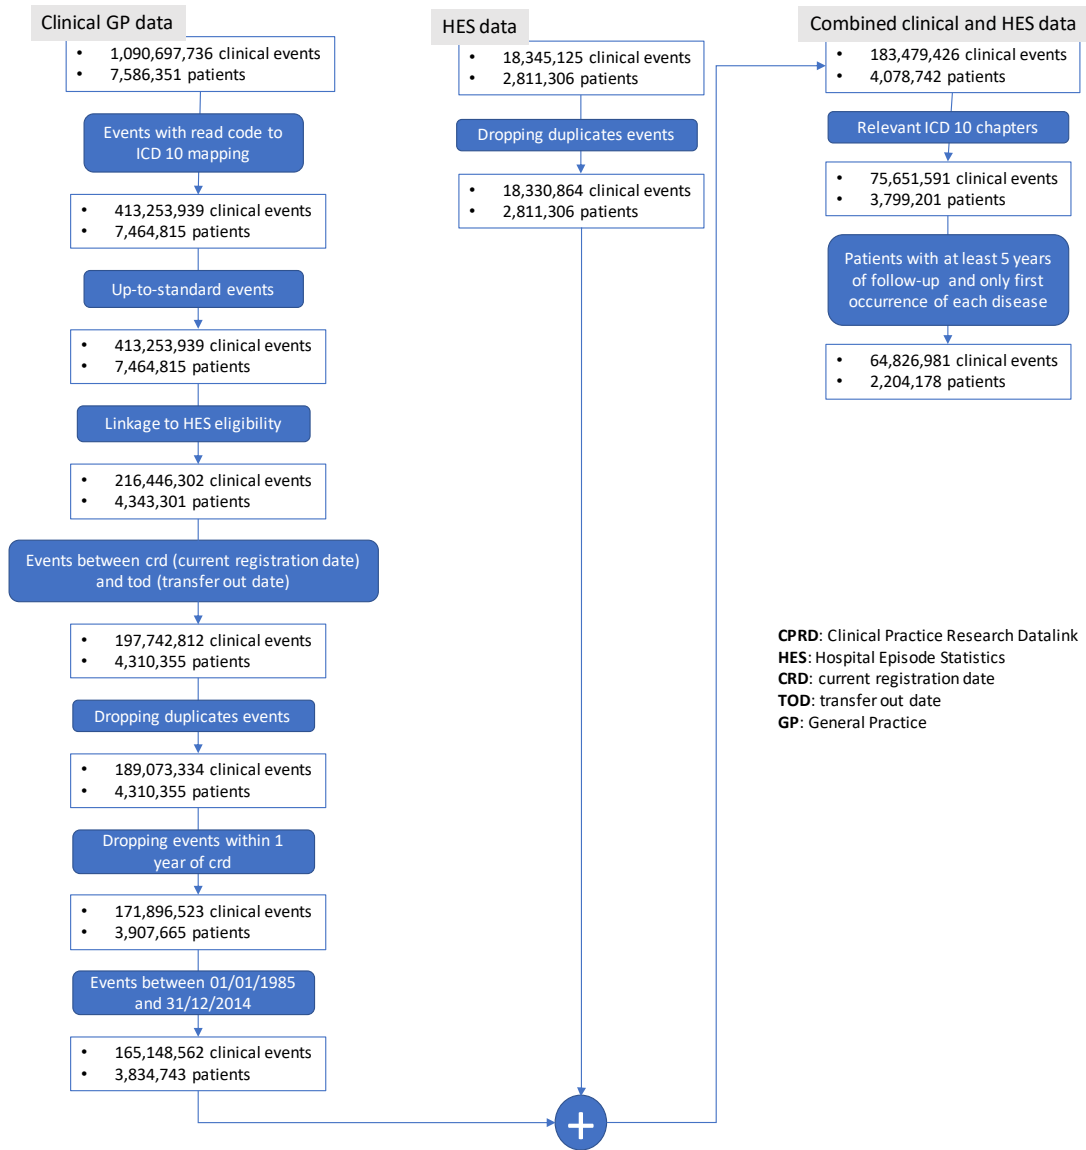 Clinical GP data
• 1,090,697,736 clinical events
• 7,586,351 patients
Events with read code to
ICD 10 mapping
• 413,253,939 clinical events
• 7,464,815 patients
Up-to-standard events
• 413,253,939 clinical events
• 7,464,815 patients
Linkage to HES eligibility
• 216,446,302 clinical events
• 4,343,301 patients
Events between crd (current registration date)
and tod (transfer out date)
• 197,742,812 clinical events
• 4,310,355 patients
Dropping duplicates events
• 189,073,334 clinical events
• 4,310,355 patients
Dropping events within 1
year of crd
• 171,896,523 clinical events
• 3,907,665 patients
Events between 01/01/1985
and 31/12/2014
• 165,148,562 clinical events
• 3,834,743 patients
HES data
• 18,345,125 clinical events
• 2,811,306 patients
Dropping duplicates events
• 18,330,864 clinical events
• 2,811,306 patients
+
Combined clinical and HES data
• 183,479,426 clinical events
• 4,078,742 patients
Relevant ICD 10 chapters
• 75,651,591 clinical events
• 3,799,201 patients
Patients with at least 5 years
of follow-up and only first
occurrence of each disease
• 64,826,981 clinical events
• 2,204,178 patients
CPRD: Clinical Practice Research Datalink
HES: Hospital Episode Statistics
CRD: current registration date
TOD: transfer out date
GP: General Practice